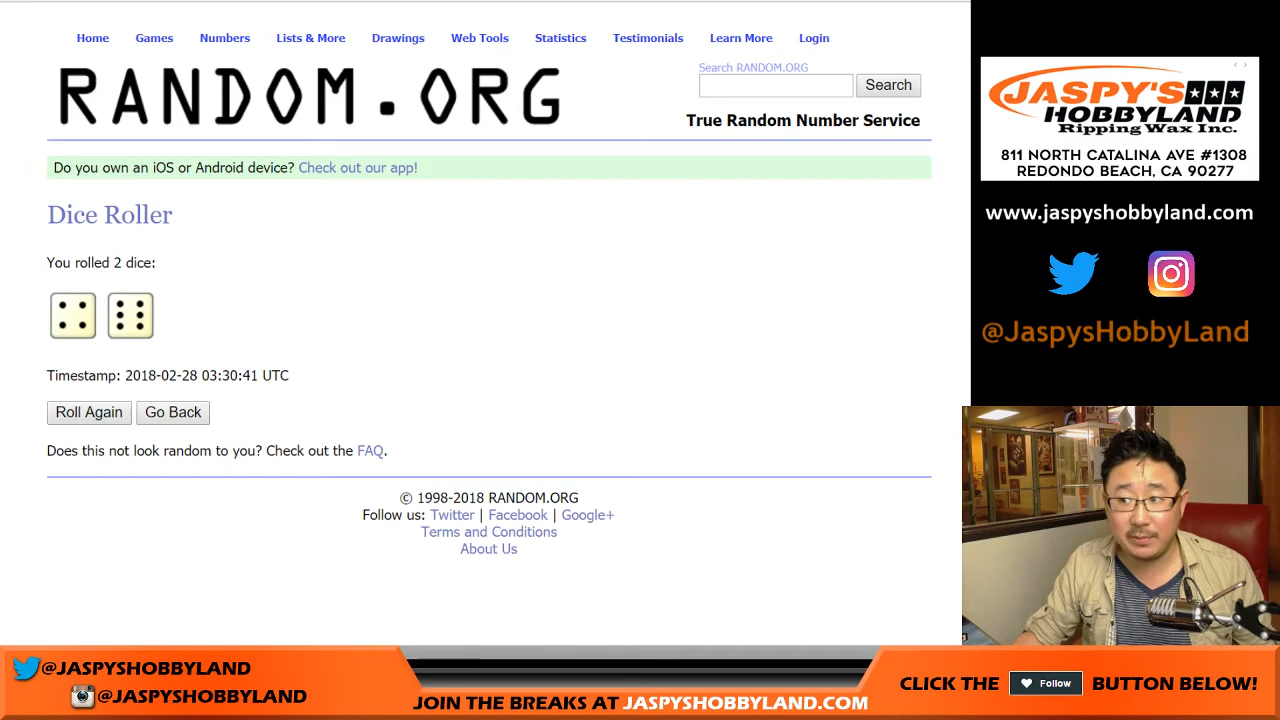 Home Games Numbers Lists & More Drawings Web Tools Statistics Testimonials Learn More Login
RANDOM.ORG
Search RANDOM.ORG
Search
True Random Number Service
Do you own an iOS or Android device? Check out our app!
Dice Roller
You rolled 2 dice:
Timestamp: 2018-02-28 03:30:41 UTC
Roll Again Go Back
Does this not look random to you? Check out the FAQ.
© 1998-2018 RANDOM.ORG
Follow us: Twitter | Facebook | Google+
Terms and Conditions
About Us
JASPY'S
HOBBYLAND
Ripping Wax Inc.
811 NORTH CATALINA AVE #1308
REDONDO BEACH, CA 90277
www.jaspyshobbyland.com
@JaspysHobbyLand
@JASPYSHOBBYLAND
@JASPYSHOBBYLAND
JOIN THE BREAKS AT JASPYSHOBBYLAND.COM
CLICK THE Follow BUTTON BELOW!